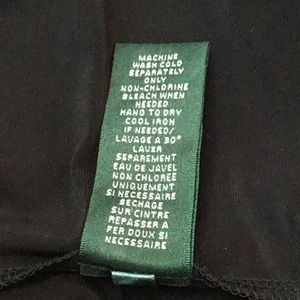 MACHINE
WASH COLD
SEPARATELY
ONLY
NON-CHLORINE
BLEACH WHEN
NEEDED
HANG TO DRY
COOL IRON
IF NEEDED/
LAVAGE A 30°
LAVER
SEPAREMENT
EAU DE JAVEL
NON CHLOREE
UNIQUEMENT
SI NECESSAIRE
SECHAGE
SUR CINTRE
REPASSER A
FER DOUX SI
NECESSAIRE